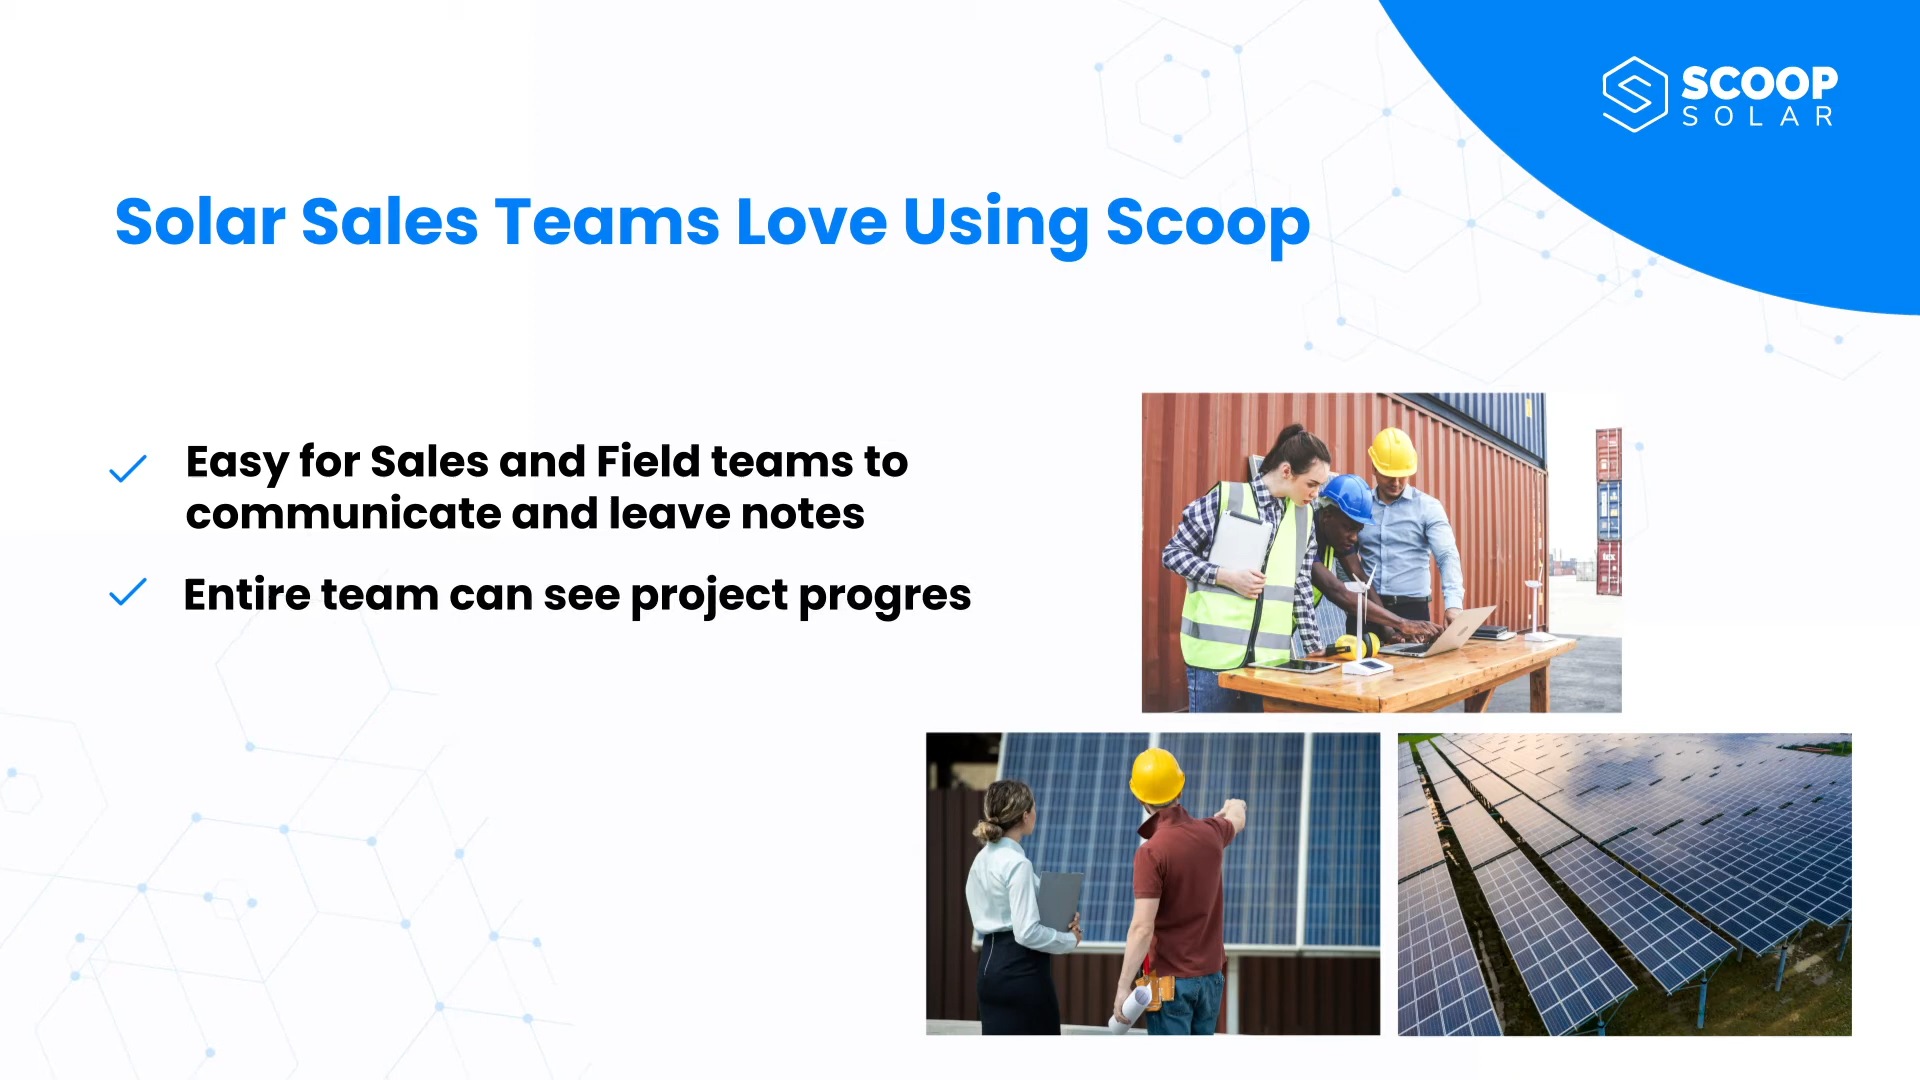 SCOOP
SOLAR
Solar Sales Teams Love Using Scoop
Easy for Sales and Field teams to
communicate and leave notes
Entire team can see project progres
tex